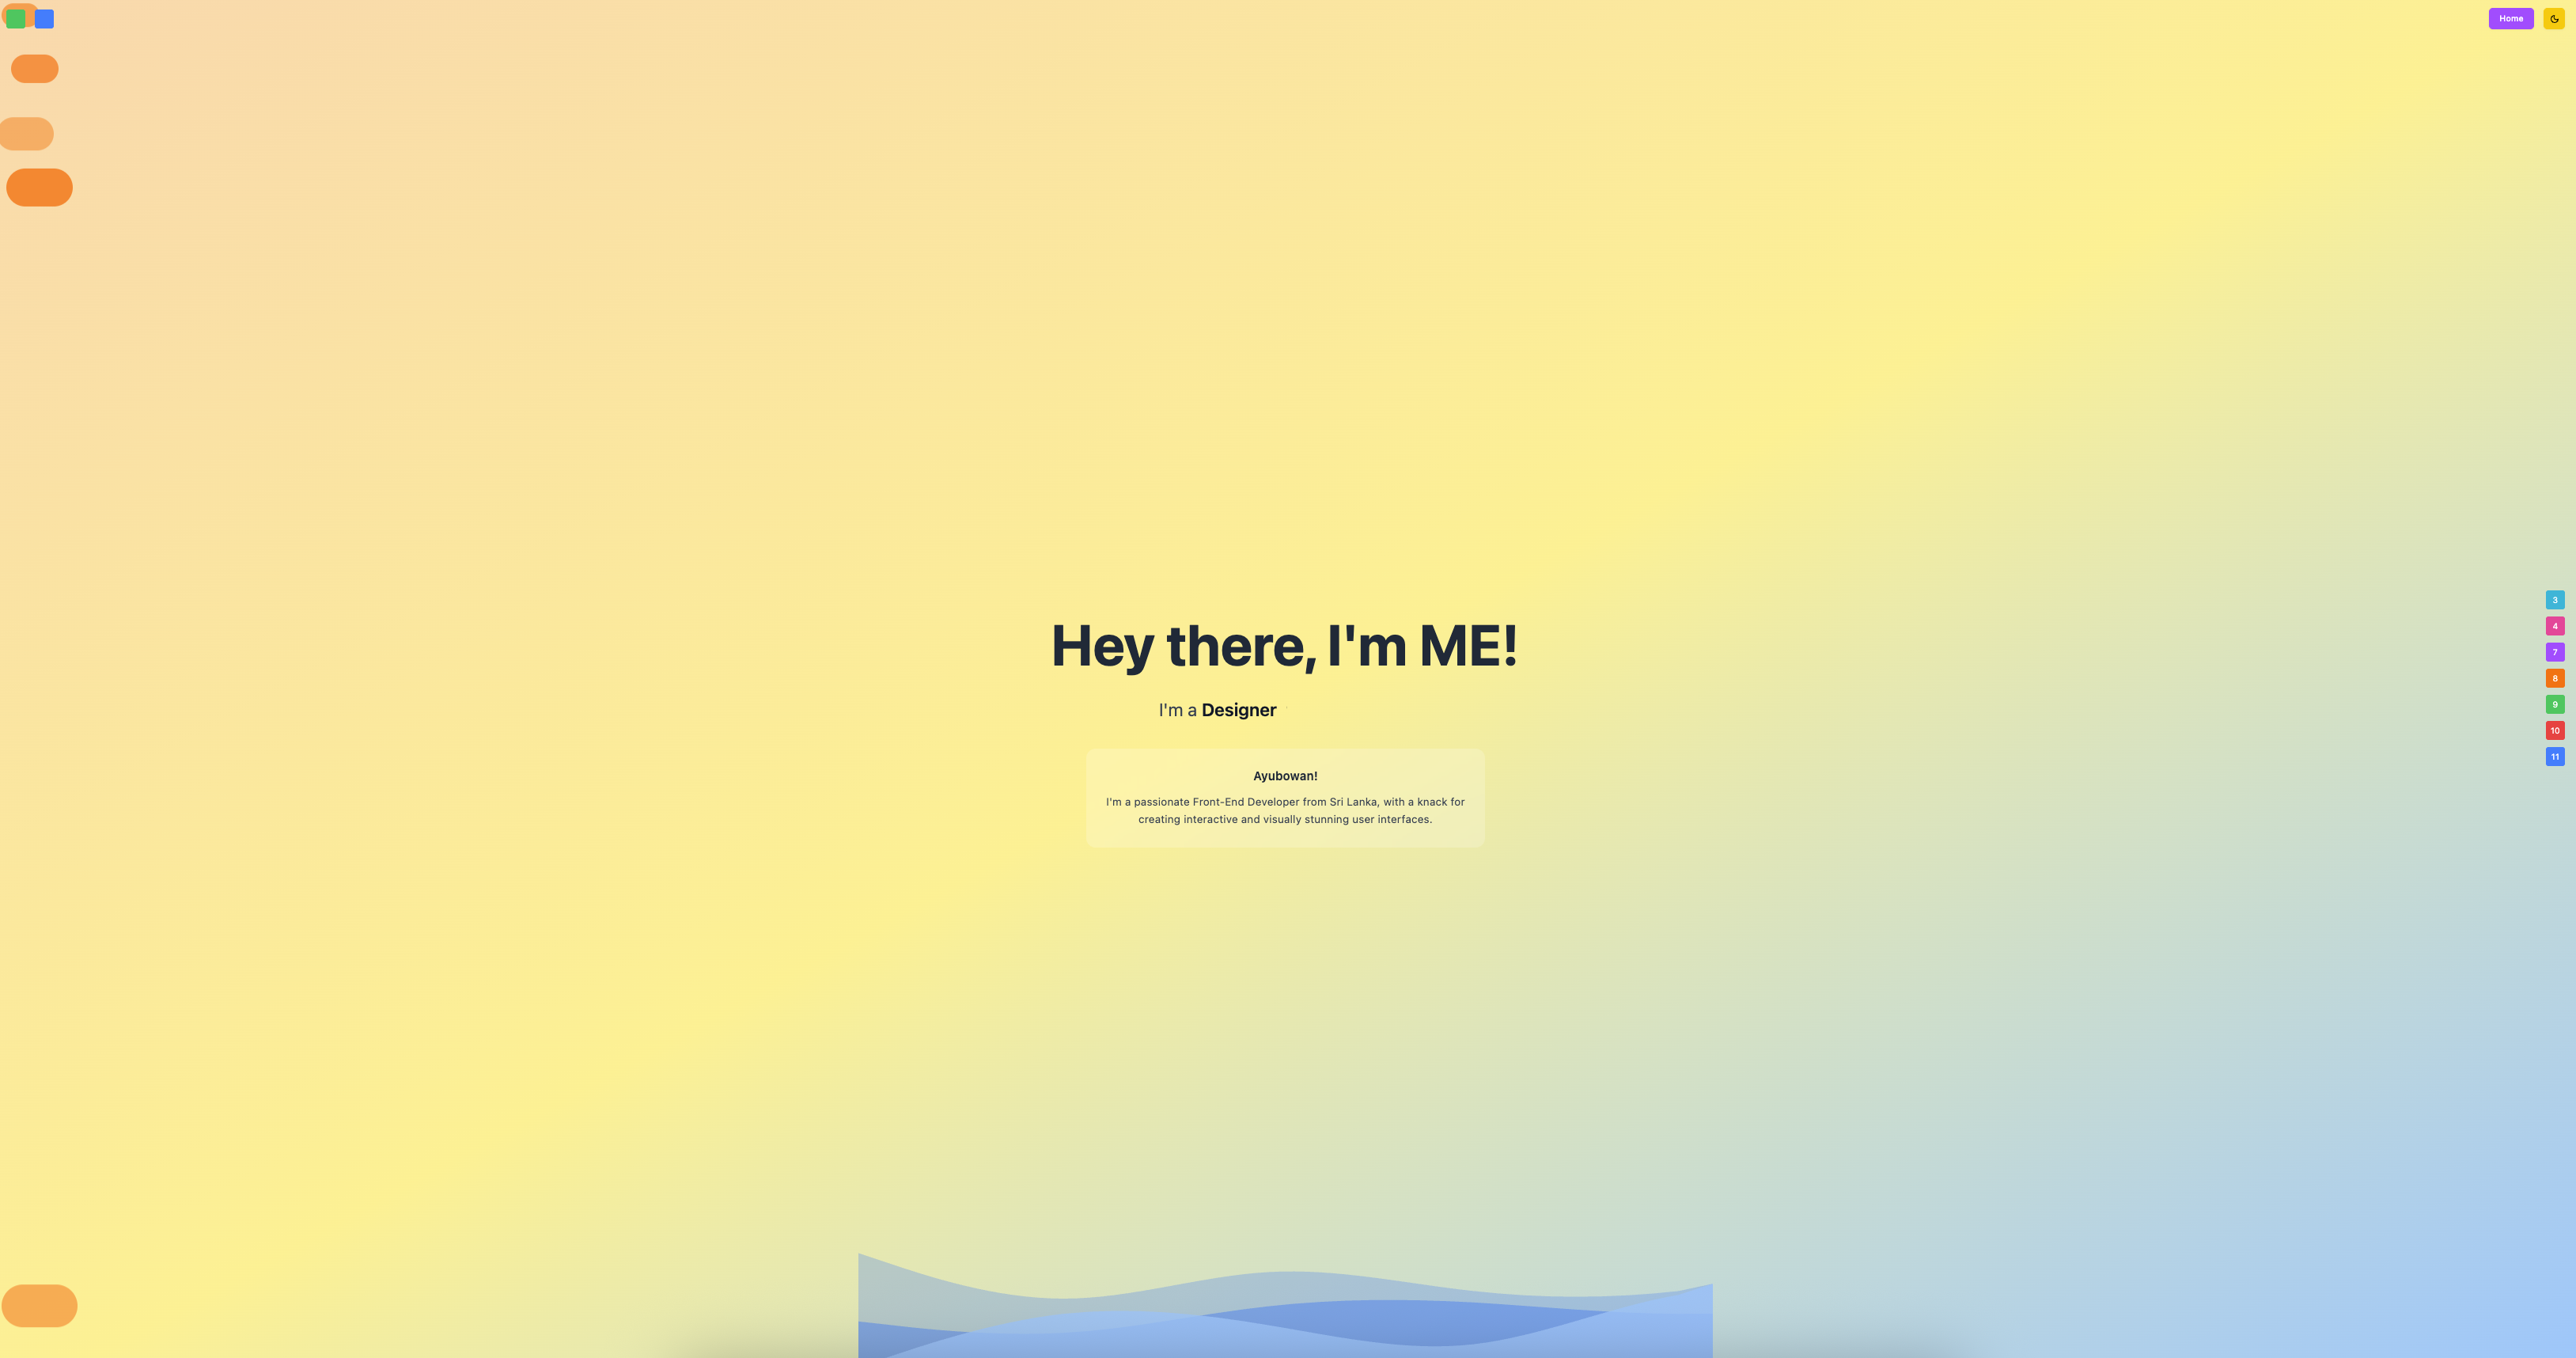 Home
Hey there, I'm ME!
I'm a Designer
Ayubowan!
I'm a passionate Front-End Developer from Sri Lanka, with a knack for
creating interactive and visually stunning user interfaces.
3
4
7
8
9
10
11